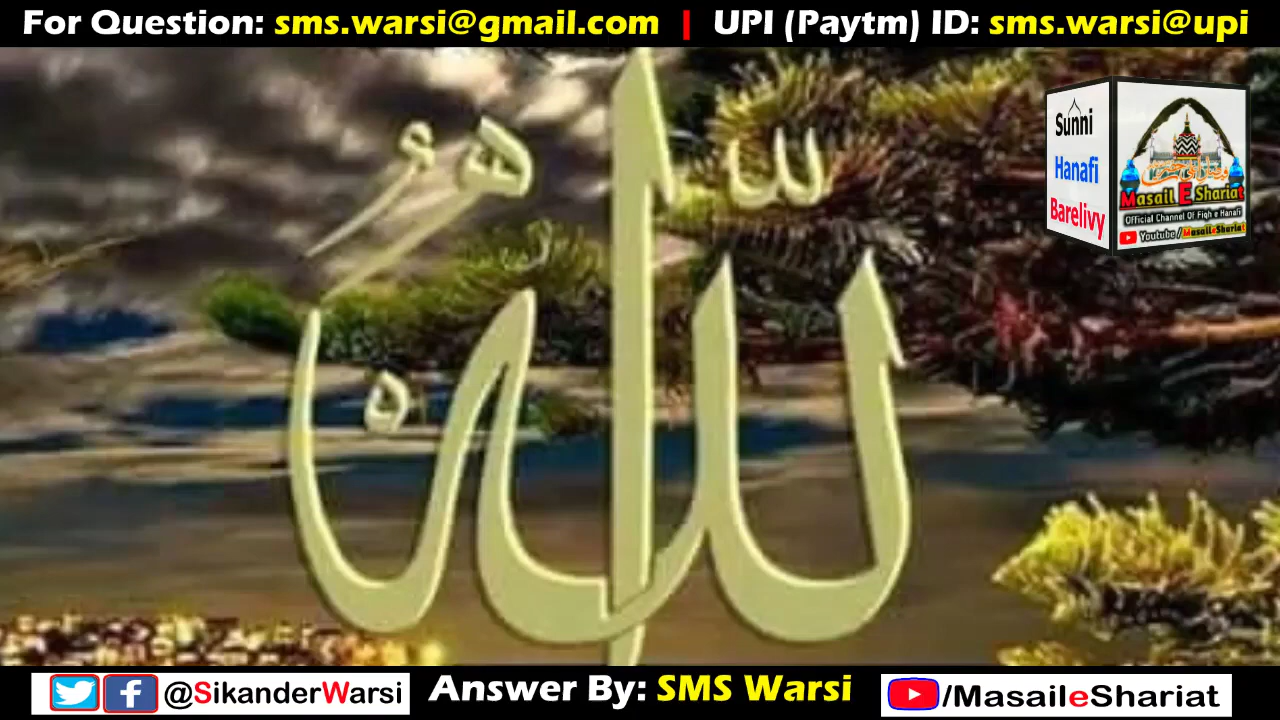 For Question: sms.warsi@gmail.com | UPI (Paytm) ID: sms.warsi@upi
Sunni
Hanafi
Barelivy
Masail E Shariat
Official Channel Of Fiqh e Hanafi
Youtube / MasaileShariat
الله
@SikanderWarsi
Answer By: SMS Warsi
/MasaileShariat